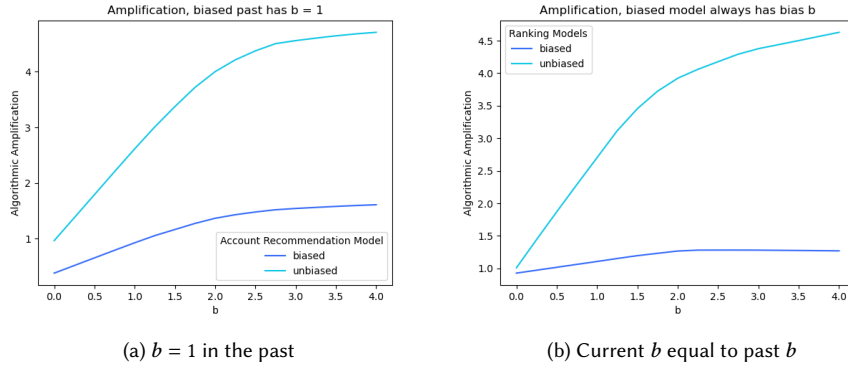 Amplification, biased past has b = 1
Algorithmic Amplification
4
3
2
1
Account Recommendation Model
biased
unbiased
0.0 0.5 1.0 1.5 2.0 2.5 3.0 3.5 4.0
b
(a) b = 1 in the past
Amplification, biased model always has bias b
Algorithmic Amplification
4.5
4.0
3.5
3.0
2.5
2.0
1.5
1.0
Ranking Models
biased
unbiased
0.0 0.5 1.0 1.5 2.0 2.5 3.0 3.5 4.0
b
(b) Current b equal to past b